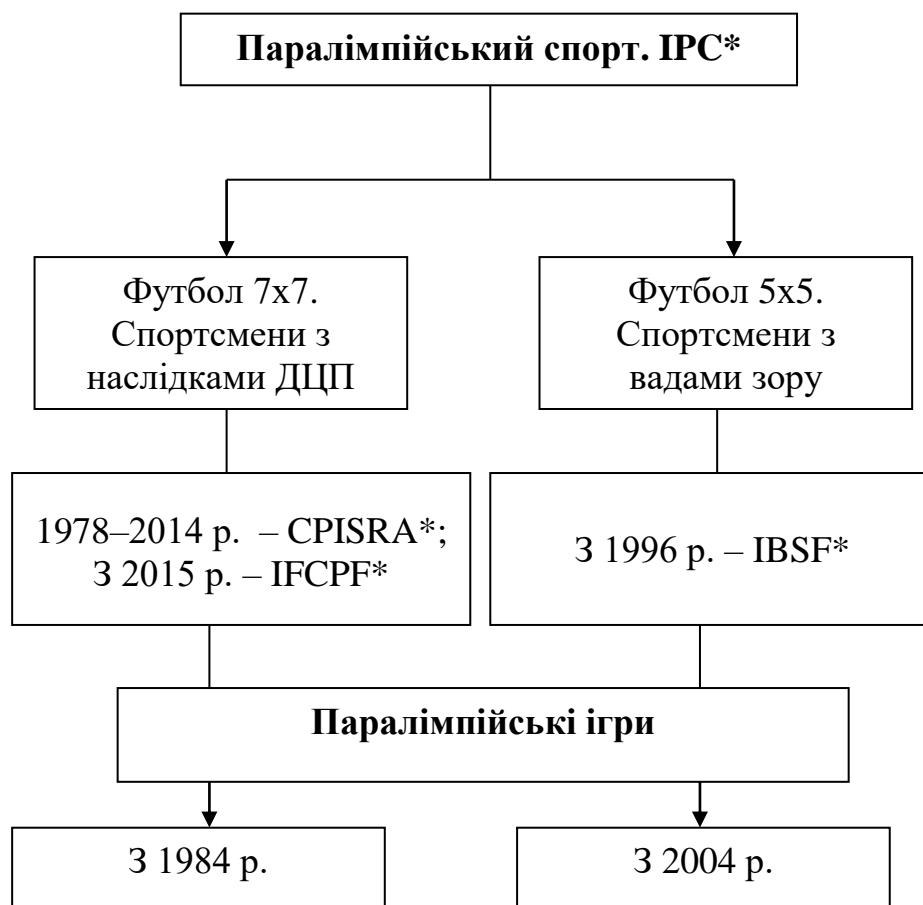 Паралімпійський спорт. IPC*
Футбол 7х7.
Спортсмени з
наслідками ДЦП
Футбол 5х5.
Спортсмени з
вадами зору
1978–2014 р. – CPISRA*;
З 2015 р. – IFCPF*
З 1996 р. – IBSF*
Паралімпійські ігри
З 1984 р.
З 2004 р.